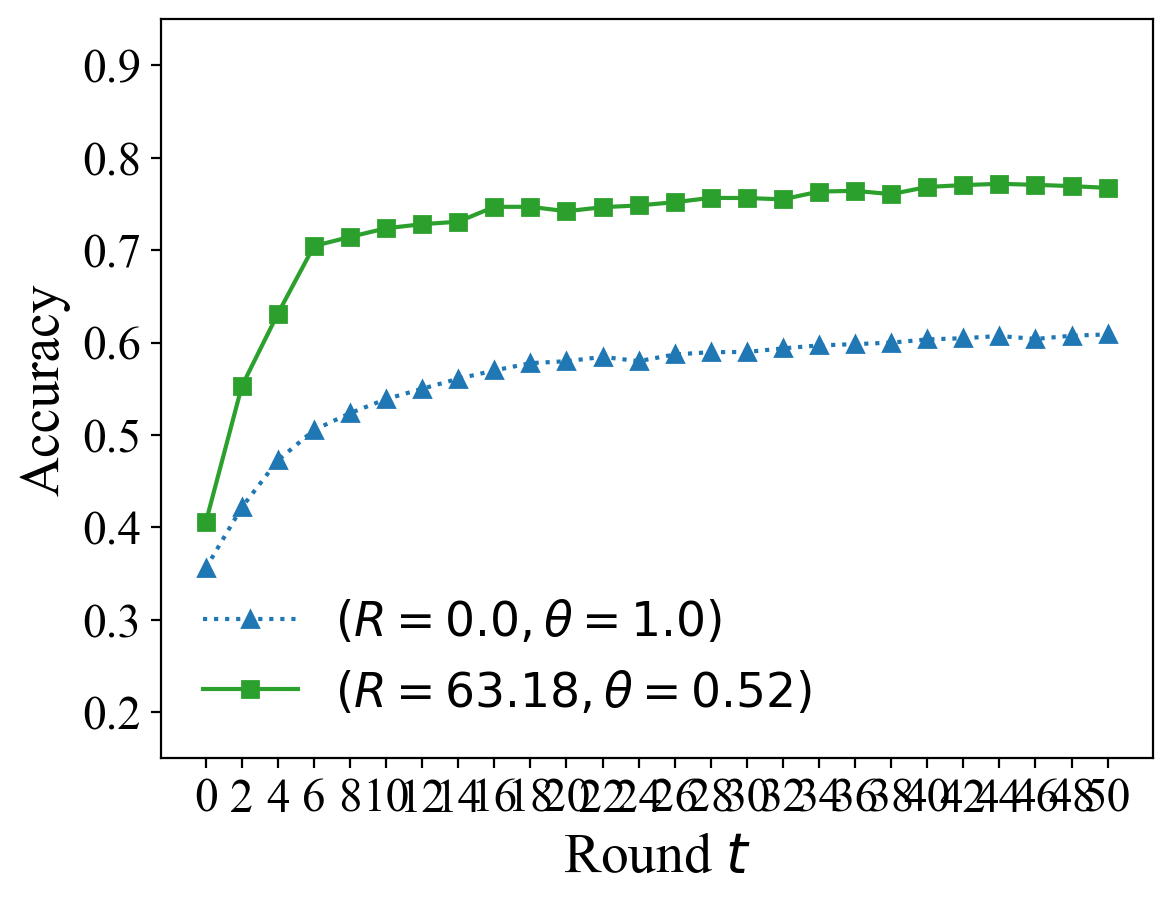 0.9
0.8
0.7
0.6
0.5
0.4
0.3
0.2
Accuracy
(R = 0.0, θ = 1.0)
(R = 63.18, θ = 0.52)
0 2 4 6 8 10 12 14 16 18 20 22 24 26 28 30 32 34 36 38 40 42 44 46 48 50
Round t